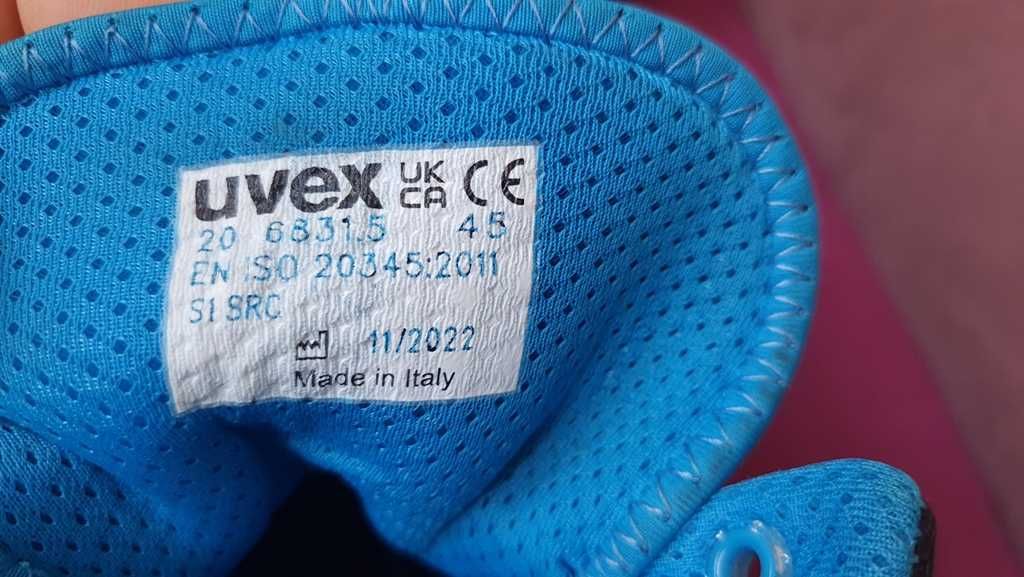 uvex UK CA CE
20 6831.5 45
EN ISO 20345:2011
S1 SRC
11/2022
Made in Italy